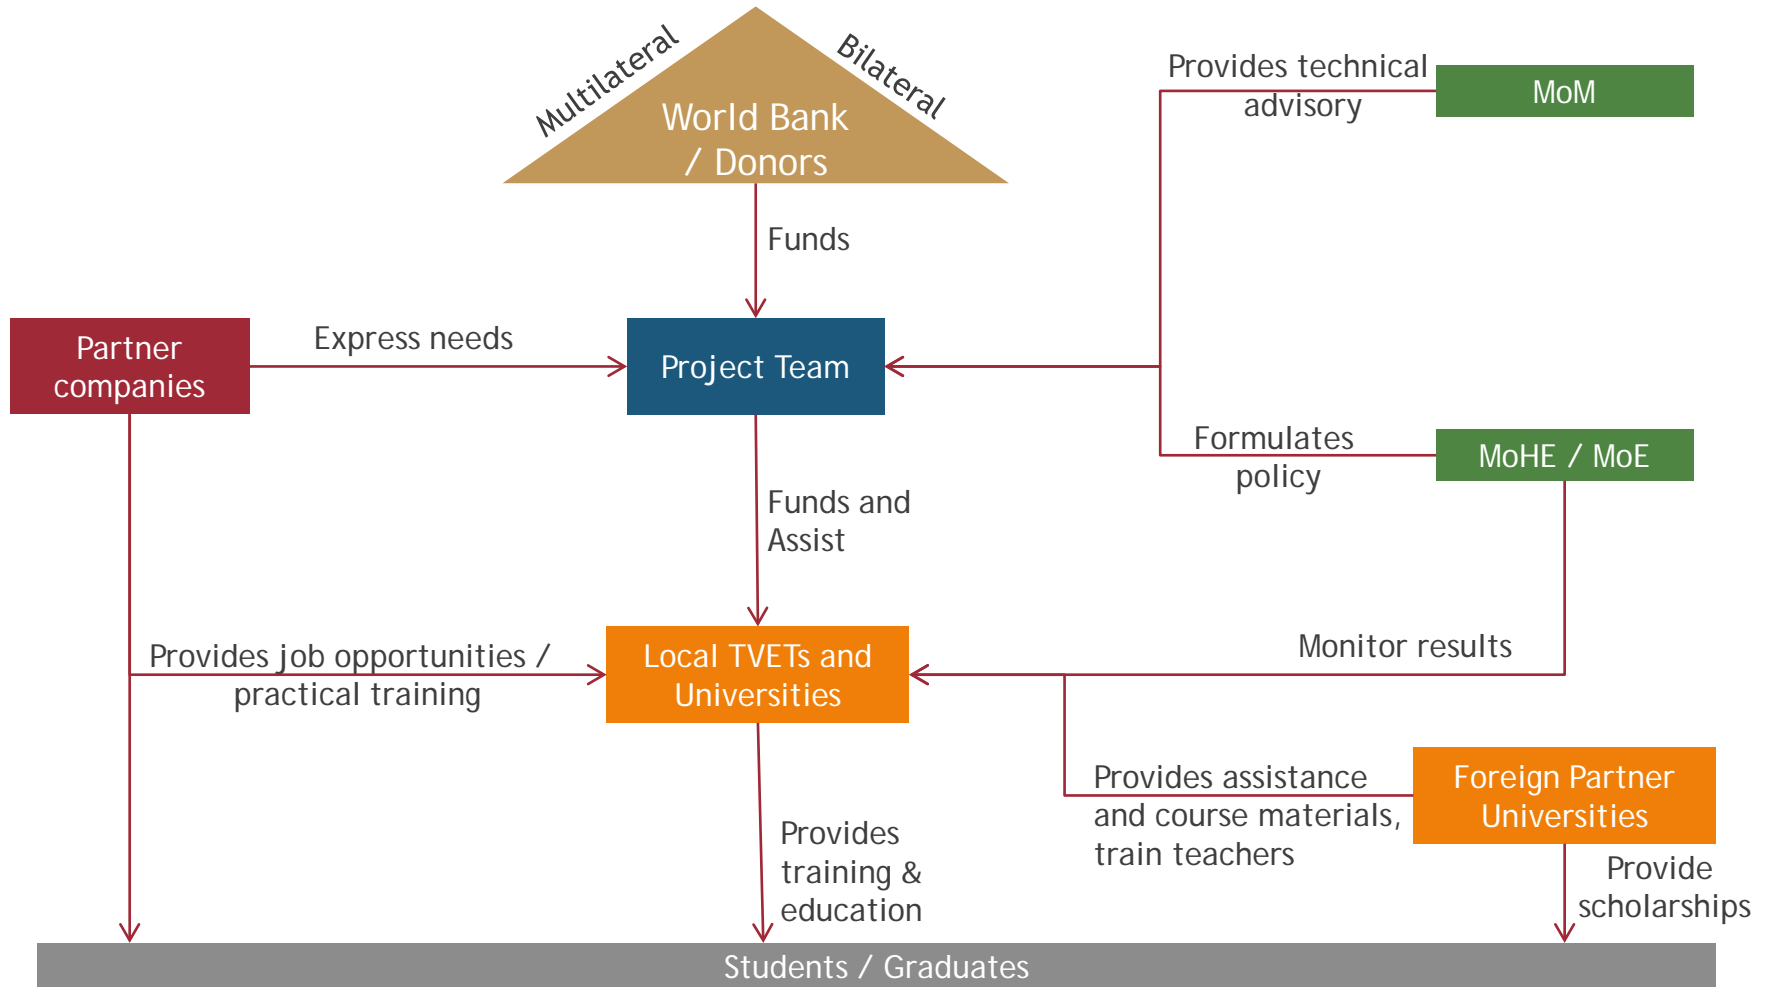 Multilateral
Bilateral
World Bank
/ Donors
Provides technical
advisory
MoM
Funds
Partner
companies
Express needs
Project Team
Formulates
policy
MoHE / MoE
Funds and
Assist
Provides job opportunities /
practical training
Local TVETs and
Universities
Monitor results
Provides assistance
and course materials,
train teachers
Foreign Partner
Universities
Provides
training &
education
Provide
scholarships
Students / Graduates